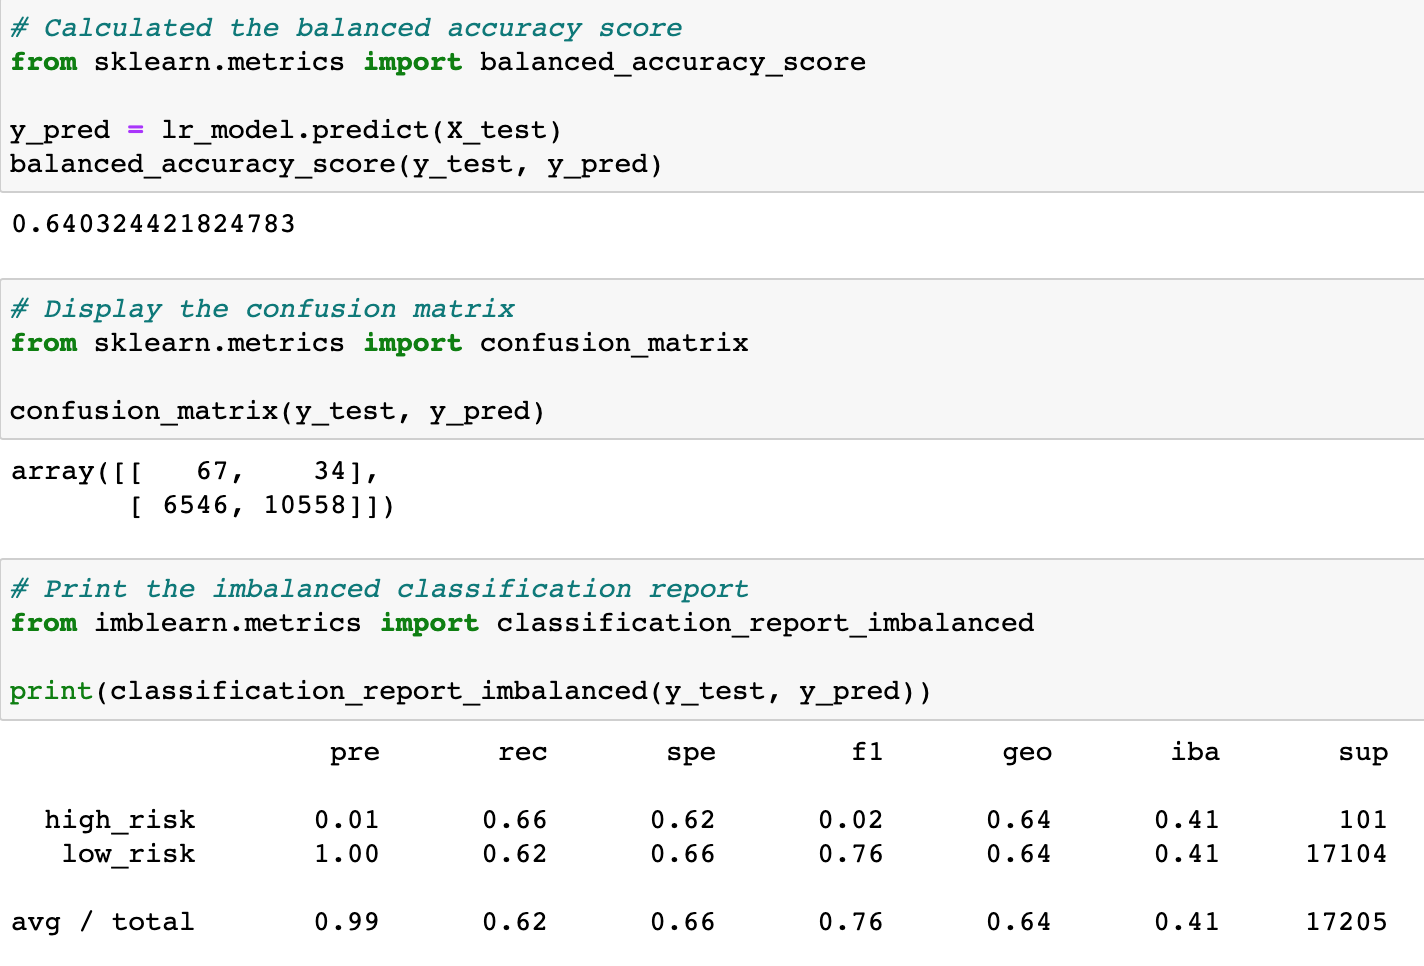 # Calculated the balanced accuracy score
from sklearn.metrics import balanced_accuracy_score
y_pred = lr_model.predict(X_test)
balanced_accuracy_score(y_test, y_pred)
0.640324421824783
# Display the confusion matrix
from sklearn.metrics import confusion_matrix
confusion_matrix(y_test, y_pred)
array([[   67,    34],
       [ 6546, 10558]])
# Print the imbalanced classification report
from imblearn.metrics import classification_report_imbalanced
print(classification_report_imbalanced(y_test, y_pred))
                   pre       rec       spe        f1       geo       iba       sup
  high_risk       0.01      0.66      0.62      0.02      0.64      0.41       101
   low_risk       1.00      0.62      0.66      0.76      0.64      0.41     17104
avg / total       0.99      0.62      0.66      0.76      0.64      0.41     17205